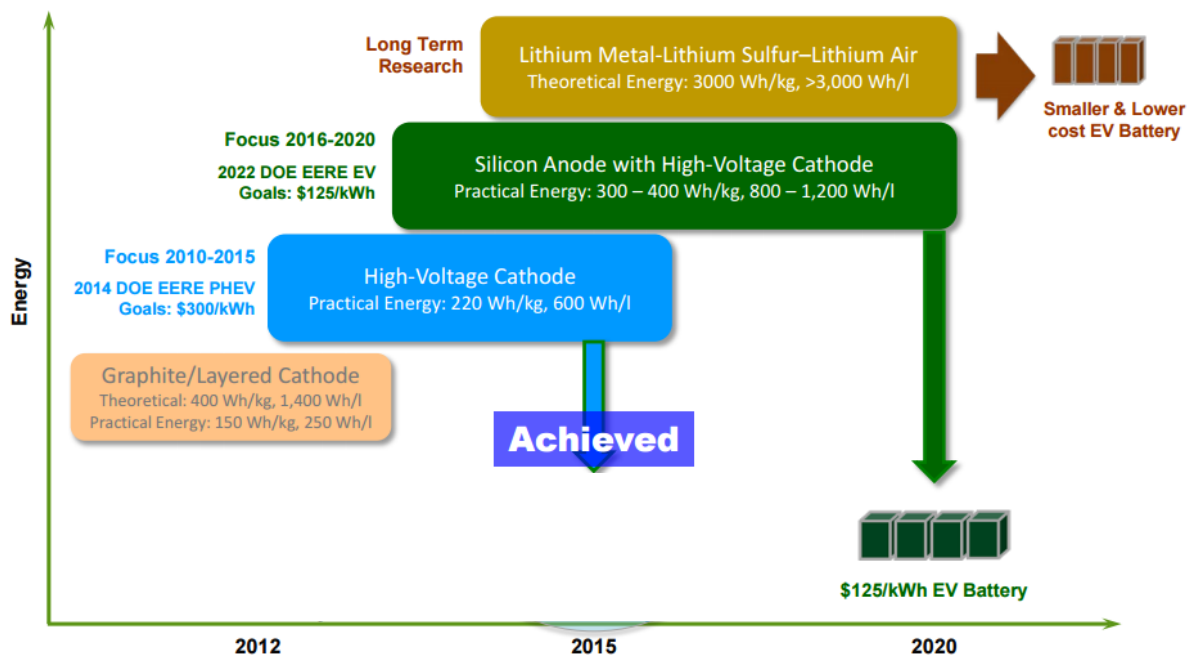 Long Term
Research
Lithium Metal-Lithium Sulfur–Lithium Air
Theoretical Energy: 3000 Wh/kg, >3,000 Wh/l
Smaller & Lower
cost EV Battery
Focus 2016-2020
2022 DOE EERE EV
Goals: $125/kWh
Silicon Anode with High-Voltage Cathode
Practical Energy: 300 – 400 Wh/kg, 800 – 1,200 Wh/l
Focus 2010-2015
2014 DOE EERE PHEV
Goals: $300/kWh
High-Voltage Cathode
Practical Energy: 220 Wh/kg, 600 Wh/l
Energy
Graphite/Layered Cathode
Theoretical: 400 Wh/kg, 1,400 Wh/l
Practical Energy: 150 Wh/kg, 250 Wh/l
Achieved
$125/kWh EV Battery
2012
2015
2020